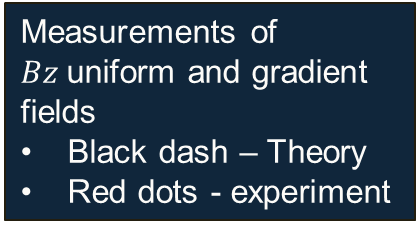 Measurements of
Bz uniform and gradient
fields
• Black dash – Theory
• Red dots - experiment